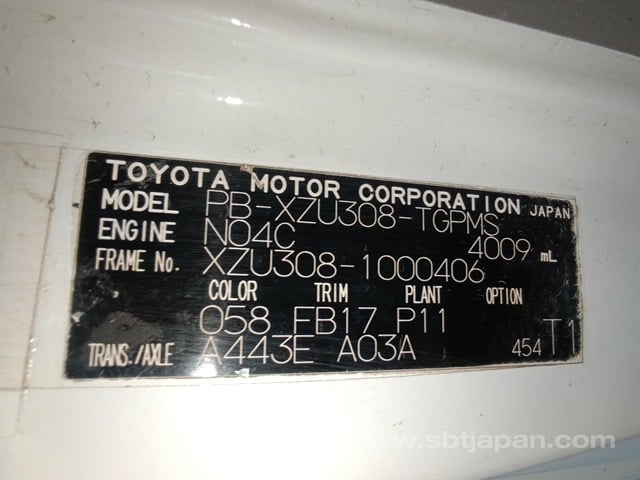 TOYOTA MOTOR CORPORATION JAPAN
MODEL PB-XZU308-TGPMS
ENGINE N04C 4009 mL
FRAME No. XZU308-1000406
COLOR TRIM PLANT OPTION
058 FB17 P11
TRANS./AXLE A443E A03A 454 T1
www.sbtjapan.com